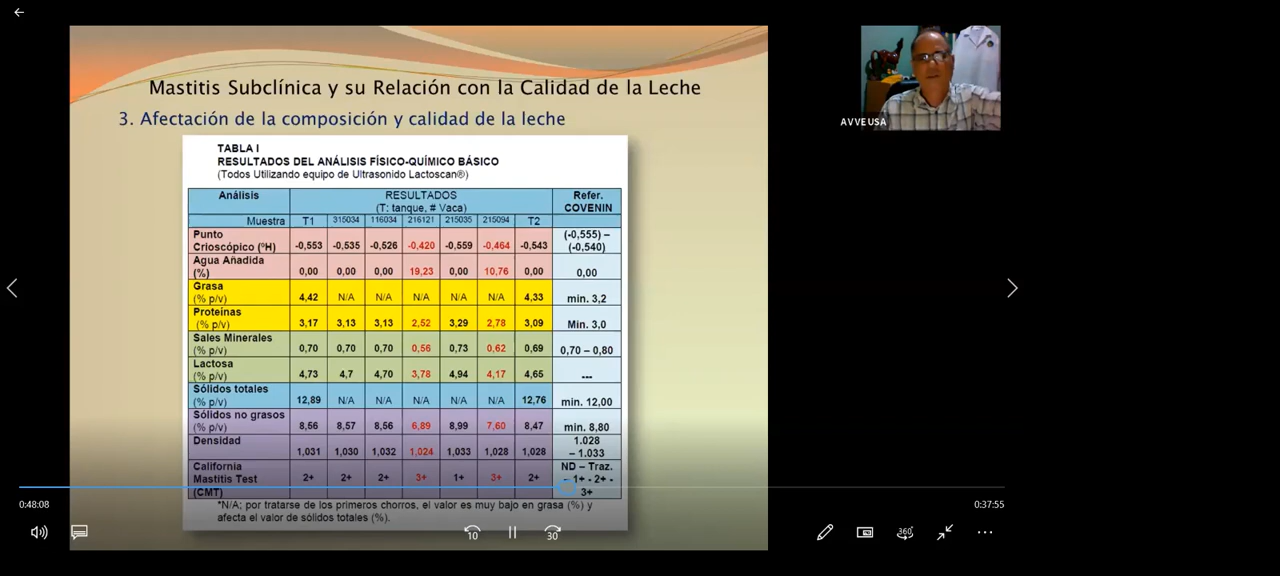 Mastitis Subclínica y su Relación con la Calidad de la Leche
3. Afectación de la composición y calidad de la leche
TABLA I
RESULTADOS DEL ANÁLISIS FÍSICO-QUÍMICO BÁSICO
(Todos Utilizando equipo de Ultrasonido Lactoscan®)
Análisis RESULTADOS (T: tanque, # Vaca) Refer. COVENIN
Muestra T1 315034 116034 216121 215035 215094 T2
Punto Crioscópico (ºH) -0,553 -0,535 -0,526 -0,420 -0,559 -0,464 -0,543 (-0,555) – (-0,540)
Agua Añadida (%) 0,00 0,00 0,00 19,23 0,00 10,76 0,00 0,00
Grasa (% p/v) 4,42 N/A N/A N/A N/A N/A 4,33 min. 3,2
Proteínas (% p/v) 3,17 3,13 3,13 2,52 3,29 2,78 3,09 Min. 3,0
Sales Minerales (% p/v) 0,70 0,70 0,70 0,56 0,73 0,62 0,69 0,70 – 0,80
Lactosa (% p/v) 4,73 4,7 4,70 3,78 4,94 4,17 4,65 ---
Sólidos totales (% p/v) 12,89 N/A N/A N/A N/A N/A 12,76 min. 12,00
Sólidos no grasos (% p/v) 8,56 8,57 8,56 6,89 8,99 7,60 8,47 min. 8,80
Densidad 1,031 1,030 1,032 1,024 1,033 1,028 1,028 1.028 – 1.033
California Mastitis Test (CMT) 2+ 2+ 2+ 3+ 1+ 3+ 2+ ND – Traz. - 1+ - 2+ - 3+
*N/A; por tratarse de los primeros chorros, el valor es muy bajo en grasa (%) y
afecta el valor de sólidos totales (%).
AVVEUSA
0:48:08
0:37:55
10
30
360°